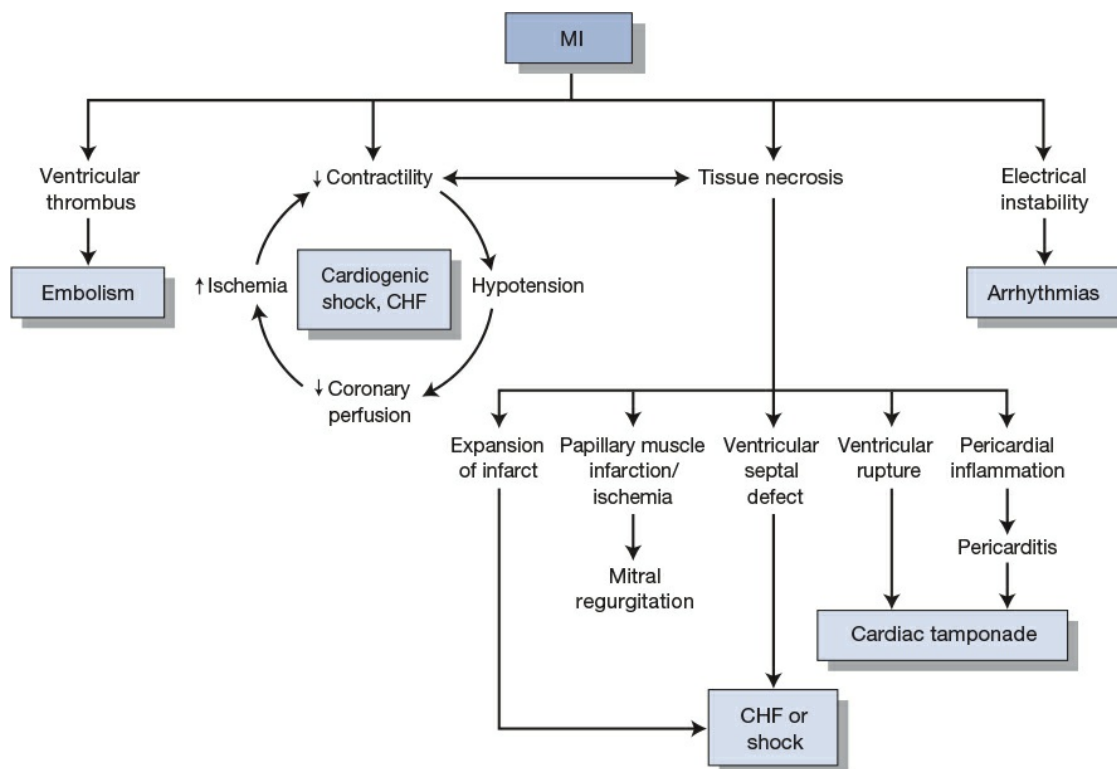 MI
Ventricular
thrombus
Embolism
↓ Contractility
↑ Ischemia
Cardiogenic
shock, CHF
Hypotension
↓ Coronary
perfusion
Tissue necrosis
Electrical
instability
Arrhythmias
Expansion
of infarct
Papillary muscle
infarction/
ischemia
Mitral
regurgitation
Ventricular
septal
defect
Ventricular
rupture
Pericardial
inflammation
Pericarditis
Cardiac tamponade
CHF or
shock